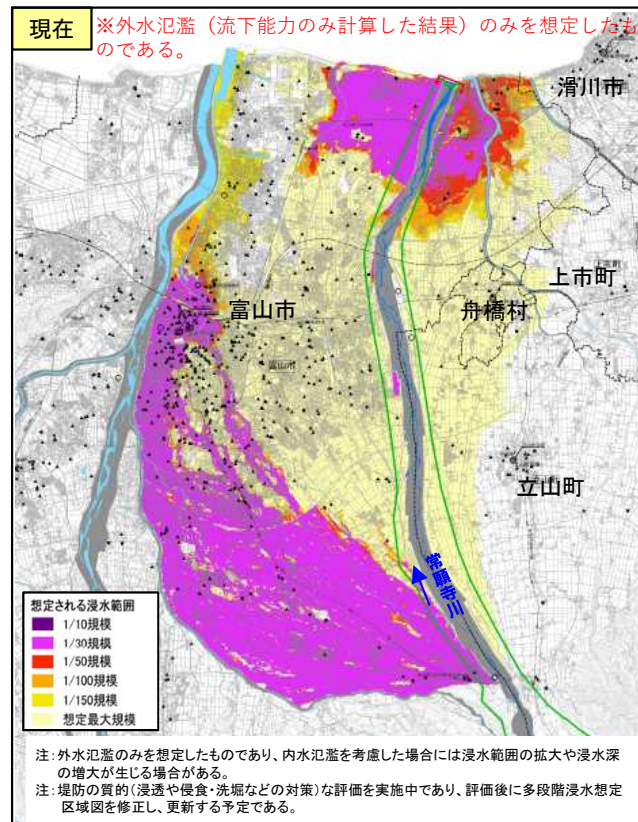 現在
※外水氾濫（流下能力のみ計算した結果）のみを想定したも
のである。
滑川市
上市町
舟橋村
富山市
富山市
立山町
常願寺川
想定される浸水範囲
1/10規模
1/30規模
1/50規模
1/100規模
1/150規模
想定最大規模
注:外水氾濫のみを想定したものであり、内水氾濫を考慮した場合には浸水範囲の拡大や浸水深
の増大が生じる場合がある。
注:堤防の質的(浸透や侵食・洗堀などの対策)な評価を実施中であり、評価後に多段階浸水想定
区域図を修正し、更新する予定である。